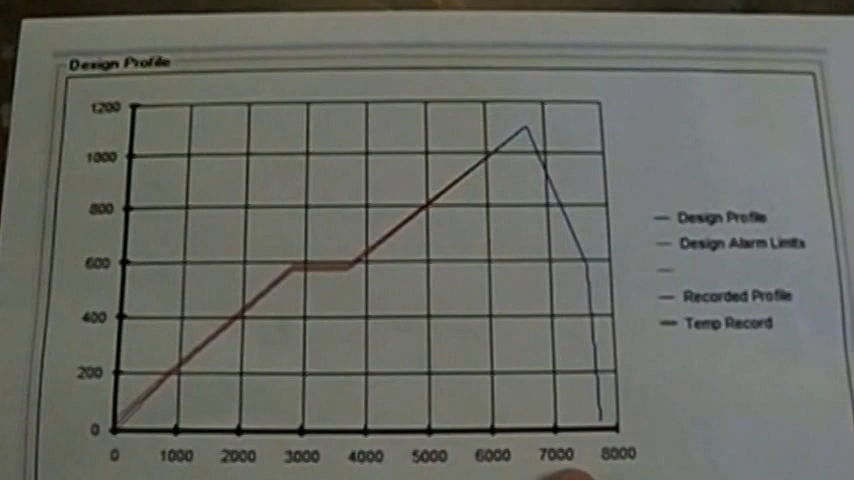 Design Profile
1200
1000
800
600
400
200
0
0 1000 2000 3000 4000 5000 6000 7000 8000
Design Profile
Design Alarm Limits
Recorded Profile
Temp Record